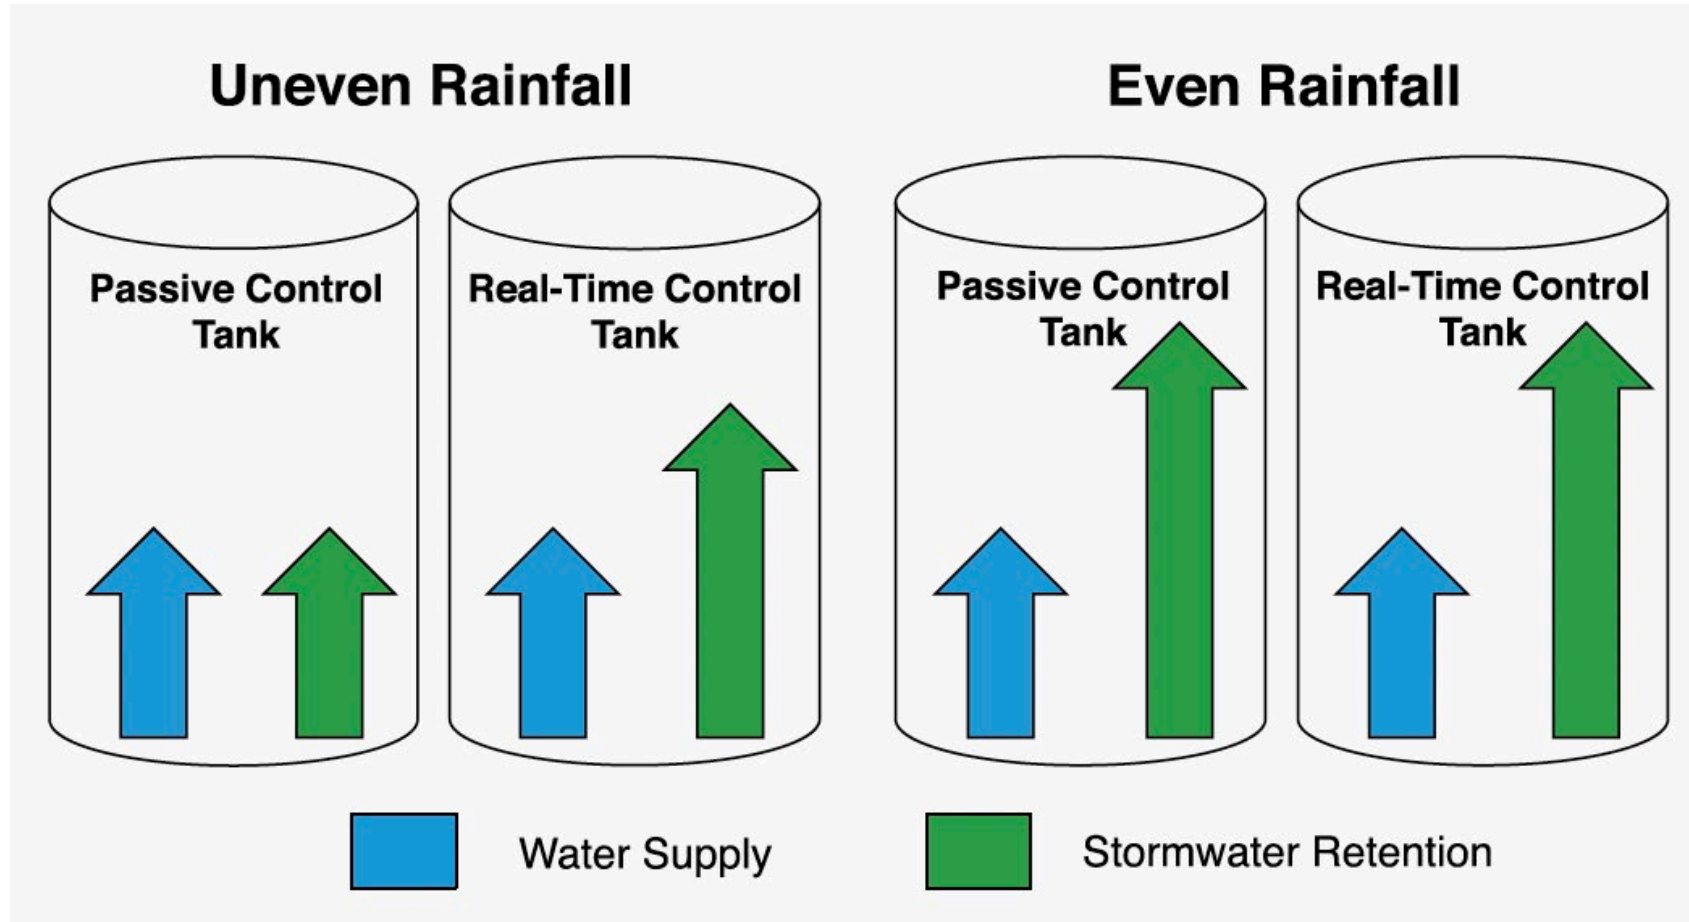 Uneven Rainfall
Even Rainfall
Passive Control
Tank
Real-Time Control
Tank
Passive Control
Tank
Real-Time Control
Tank
Water Supply
Stormwater Retention